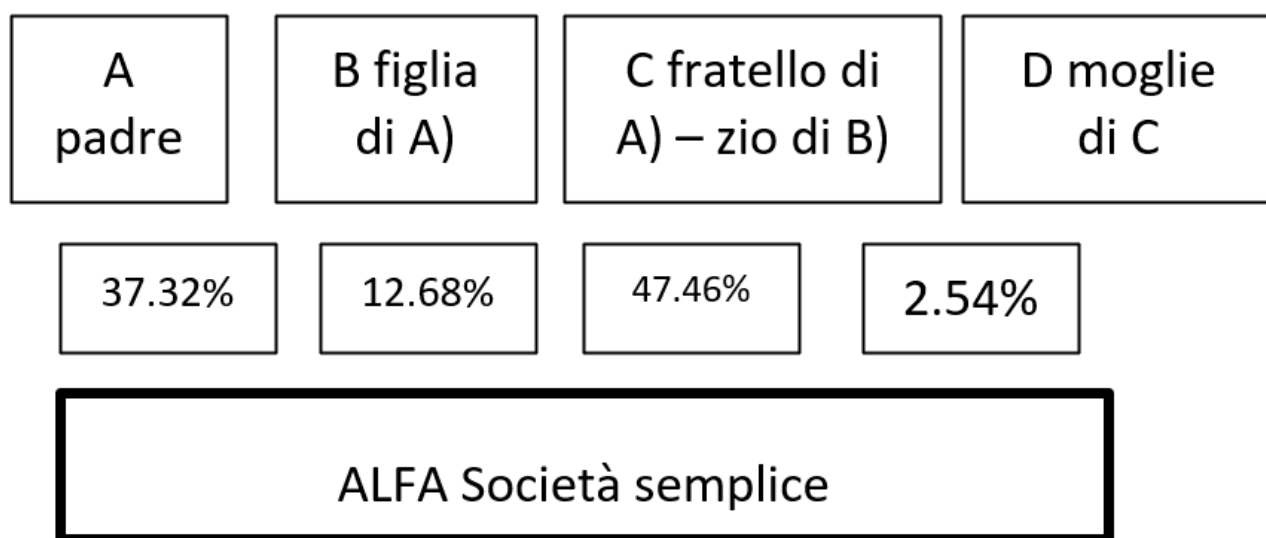 A
padre
B figlia
di A)
C fratello di
A) – zio di B)
D moglie
di C
37.32%
12.68%
47.46%
2.54%
ALFA Società semplice